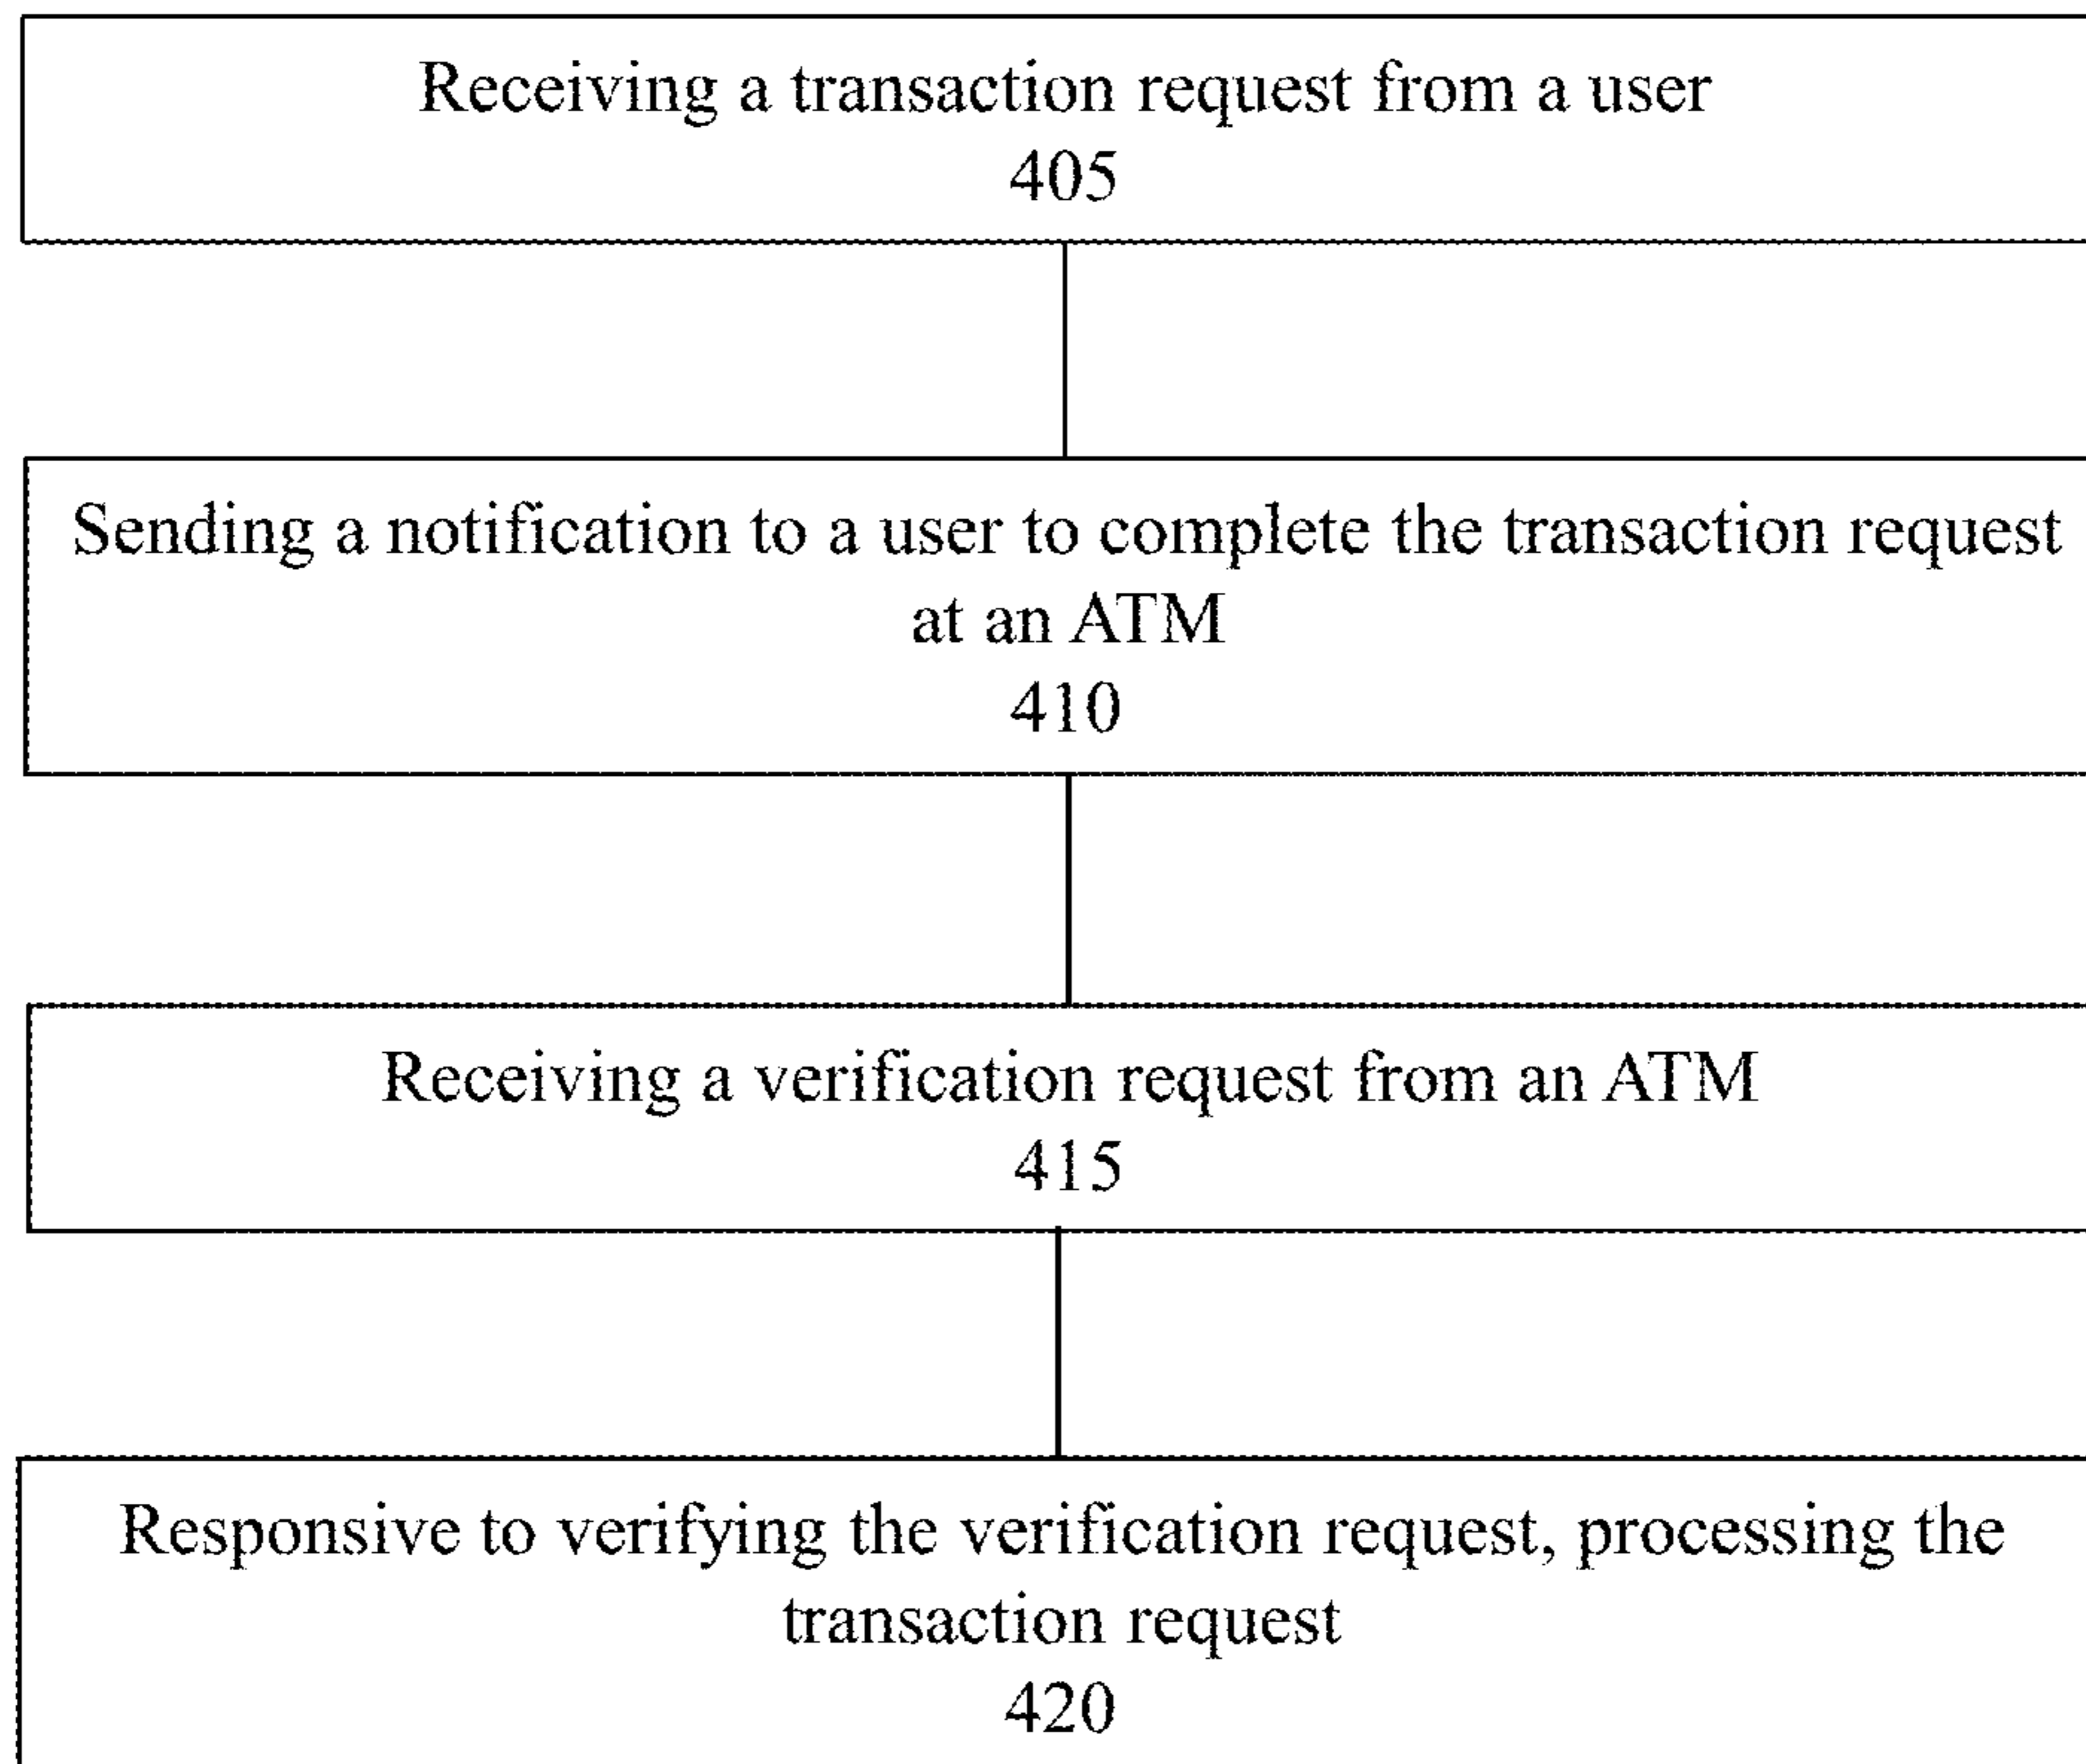 Receiving a transaction request from a user
405
Sending a notification to a user to complete the transaction request
at an ATM
410
Receiving a verification request from an ATM
415
Responsive to verifying the verification request, processing the
transaction request
420